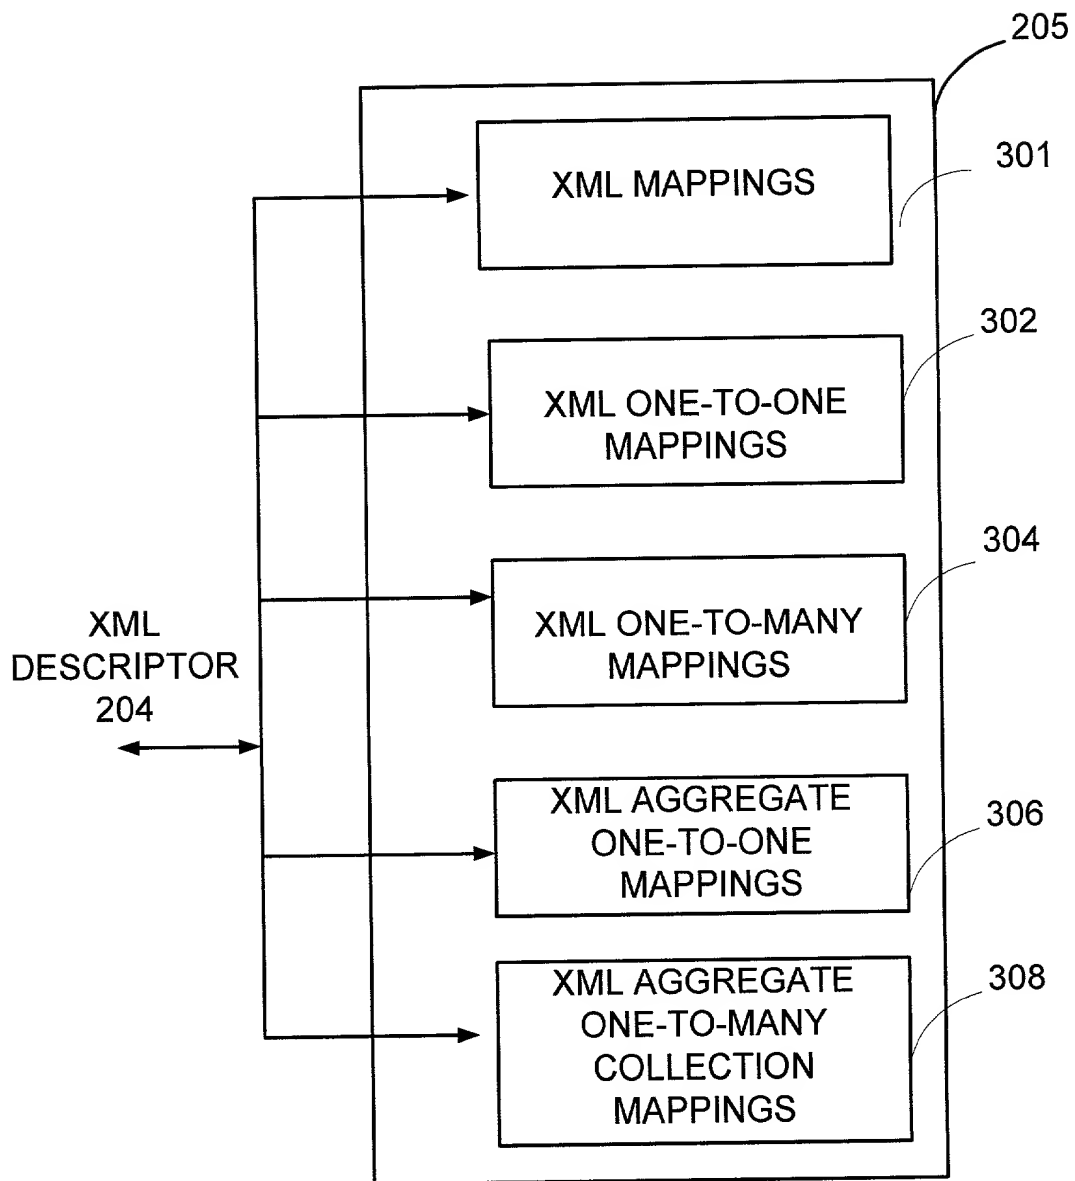 205
XML MAPPINGS
301
XML ONE-TO-ONE
MAPPINGS
302
XML ONE-TO-MANY
MAPPINGS
304
XML
DESCRIPTOR
204
XML AGGREGATE
ONE-TO-ONE
MAPPINGS
306
XML AGGREGATE
ONE-TO-MANY
COLLECTION
MAPPINGS
308